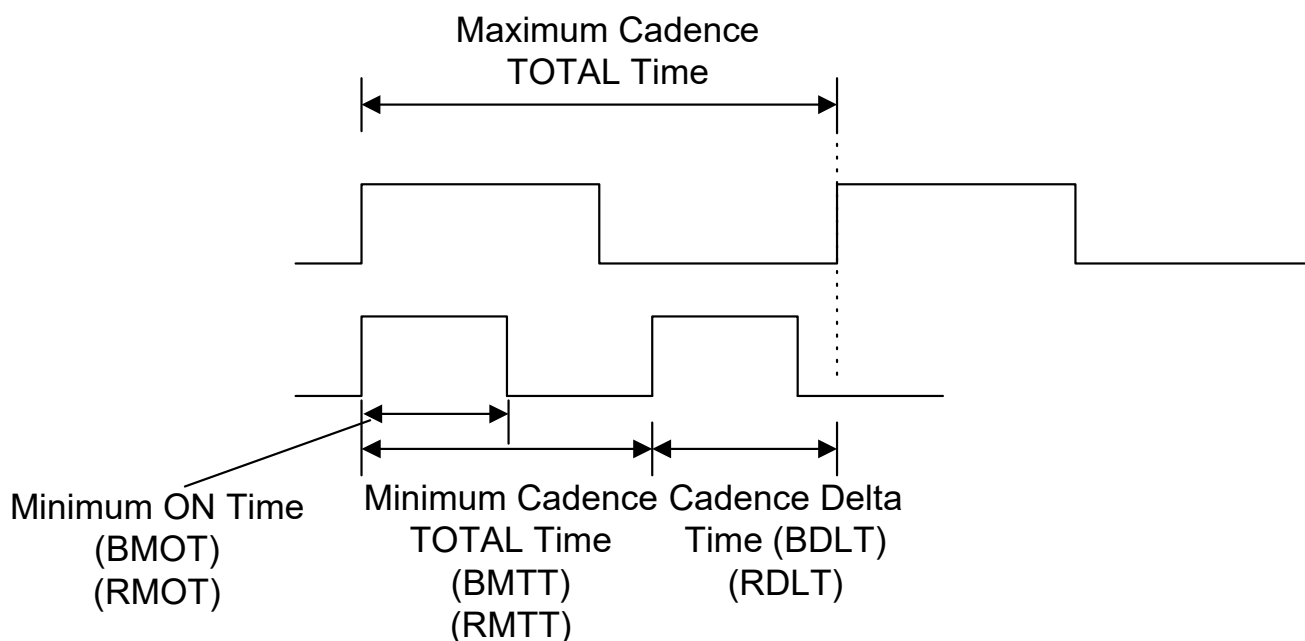 Maximum Cadence
TOTAL Time
Minimum ON Time
(BMOT)
(RMOT)
Minimum Cadence
TOTAL Time
(BMTT)
(RMTT)
Cadence Delta
Time (BDLT)
(RDLT)